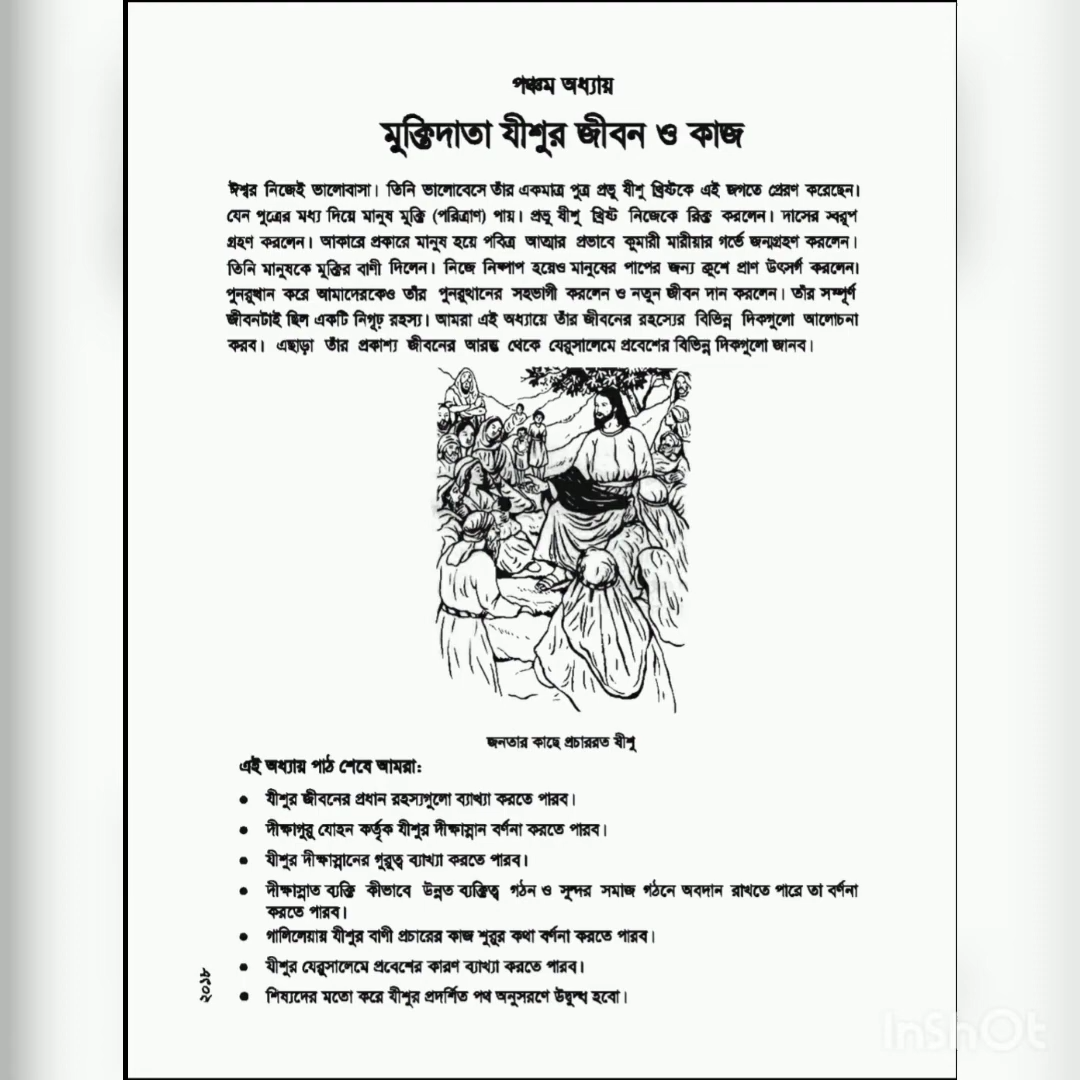 পঞ্চম অধ্যায়
মুক্তিদাতা যীশুর জীবন ও কাজ
ঈশ্বর নিজেই ভালোবাসা। তিনি ভালোবেসে তাঁর একমাত্র পুত্র প্রভু যীশু খ্রিষ্টকে এই জগতে প্রেরণ করেছেন।
যেন পুত্রের মধ্য দিয়ে মানুষ মুক্তি (পরিত্রাণ) পায়। প্রভু যীশু খ্রিষ্ট নিজেকে রিক্ত করলেন। দাসের স্বরূপ
গ্রহণ করলেন। আকারে প্রকারে মানুষ হয়ে পবিত্র আত্মার প্রভাবে কুমারী মারীয়ার গর্ভে জন্মগ্রহণ করলেন।
তিনি মানুষকে মুক্তির বাণী দিলেন। নিজে নিষ্পাপ হয়েও মানুষের পাপের জন্য ক্রুশে প্রাণ উৎসর্গ করলেন।
পুনরুত্থান করে আমাদেরকেও তাঁর পুনরুত্থানের সহভাগী করলেন ও নতুন জীবন দান করলেন। তাঁর সম্পূর্ণ
জীবনটাই ছিল একটি নিগূঢ় রহস্য। আমরা এই অধ্যায়ে তাঁর জীবনের রহস্যের বিভিন্ন দিকগুলো আলোচনা
করব। এছাড়া তাঁর প্রকাশ্য জীবনের আরম্ভ থেকে যেরুসালেমে প্রবেশের বিভিন্ন দিকগুলো জানব।
জনতার কাছে প্রচাররত যীশু
এই অধ্যায় পাঠ শেষে আমরা:
● যীশুর জীবনের প্রধান রহস্যগুলো ব্যাখ্যা করতে পারব।
● দীক্ষাগুরু যোহন কর্তৃক যীশুর দীক্ষাস্নান বর্ণনা করতে পারব।
● যীশুর দীক্ষাস্নানের গুরুত্ব ব্যাখ্যা করতে পারব।
● দীক্ষাস্নাত ব্যক্তি কীভাবে উন্নত ব্যক্তিত্ব গঠন ও সুন্দর সমাজ গঠনে অবদান রাখতে পারে তা বর্ণনা
করতে পারব।
● গালিলেয়ায় যীশুর বাণী প্রচারের কাজ শুরুর কথা বর্ণনা করতে পারব।
● যীশুর যেরুসালেমে প্রবেশের কারণ ব্যাখ্যা করতে পারব।
● শিষ্যদের মতো করে যীশুর প্রদর্শিত পথ অনুসরণে উদ্বুদ্ধ হবো।
২০১৮
InShOt